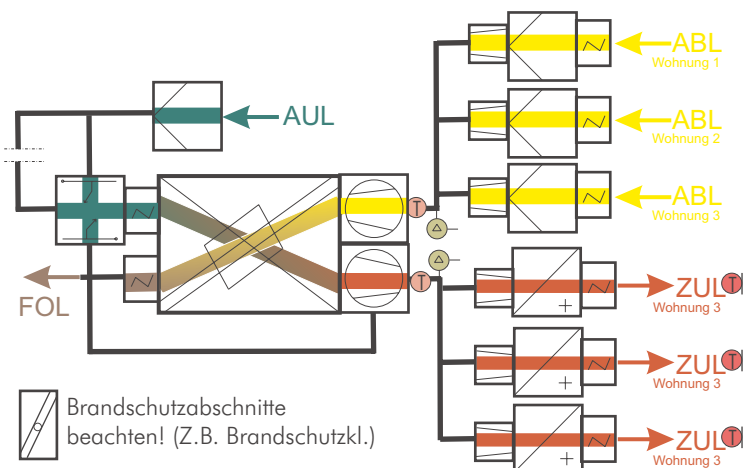 ABL
Wohnung 1
AUL
ABL
Wohnung 2
ABL
Wohnung 3
T
T
FOL
ZUL T
Wohnung 3
ZUL T
Wohnung 3
ZUL T
Wohnung 3
Brandschutzabschnitte
beachten! (Z.B. Brandschutzkl.)